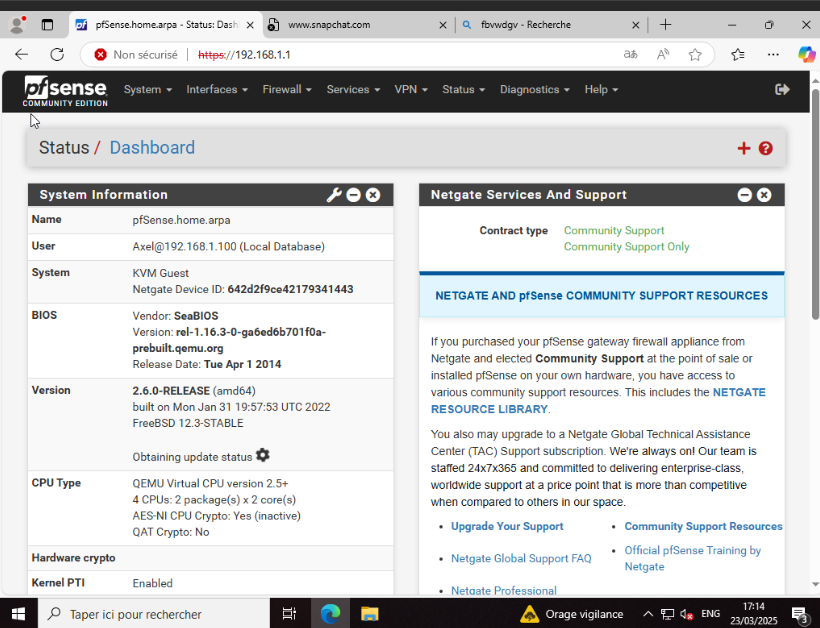 pfSense.home.arpa - Status: Dash
www.snapchat.com
fbvwdgv - Recherche
Non sécurisé
https://192.168.1.1
pfsense
COMMUNITY EDITION
System
Interfaces
Firewall
Services
VPN
Status
Diagnostics
Help
Status / Dashboard
System Information
Name pfSense.home.arpa
User Axel@192.168.1.100 (Local Database)
System KVM Guest
Netgate Device ID: 642d2f9ce42179341443
BIOS Vendor: SeaBIOS
Version: rel-1.16.3-0-ga6ed6b701f0a-
prebuilt.qemu.org
Release Date: Tue Apr 1 2014
Version 2.6.0-RELEASE (amd64)
built on Mon Jan 31 19:57:53 UTC 2022
FreeBSD 12.3-STABLE
Obtaining update status
CPU Type QEMU Virtual CPU version 2.5+
4 CPUs: 2 package(s) x 2 core(s)
AES-NI CPU Crypto: Yes (inactive)
QAT Crypto: No
Hardware crypto
Kernel PTI Enabled
Netgate Services And Support
Contract type Community Support
Community Support Only
NETGATE AND pfSense COMMUNITY SUPPORT RESOURCES
If you purchased your pfSense gateway firewall appliance from
Netgate and elected Community Support at the point of sale or
installed pfSense on your own hardware, you have access to
various community support resources. This includes the NETGATE
RESOURCE LIBRARY.
You also may upgrade to a Netgate Global Technical Assistance
Center (TAC) Support subscription. We're always on! Our team is
staffed 24x7x365 and committed to delivering enterprise-class,
worldwide support at a price point that is more than competitive
when compared to others in our space.
Upgrade Your Support
Community Support Resources
Netgate Global Support FAQ
Official pfSense Training by
Netgate
Netgate Professional
Taper ici pour rechercher
Orage vigilance
ENG
17:14
23/03/2025
3